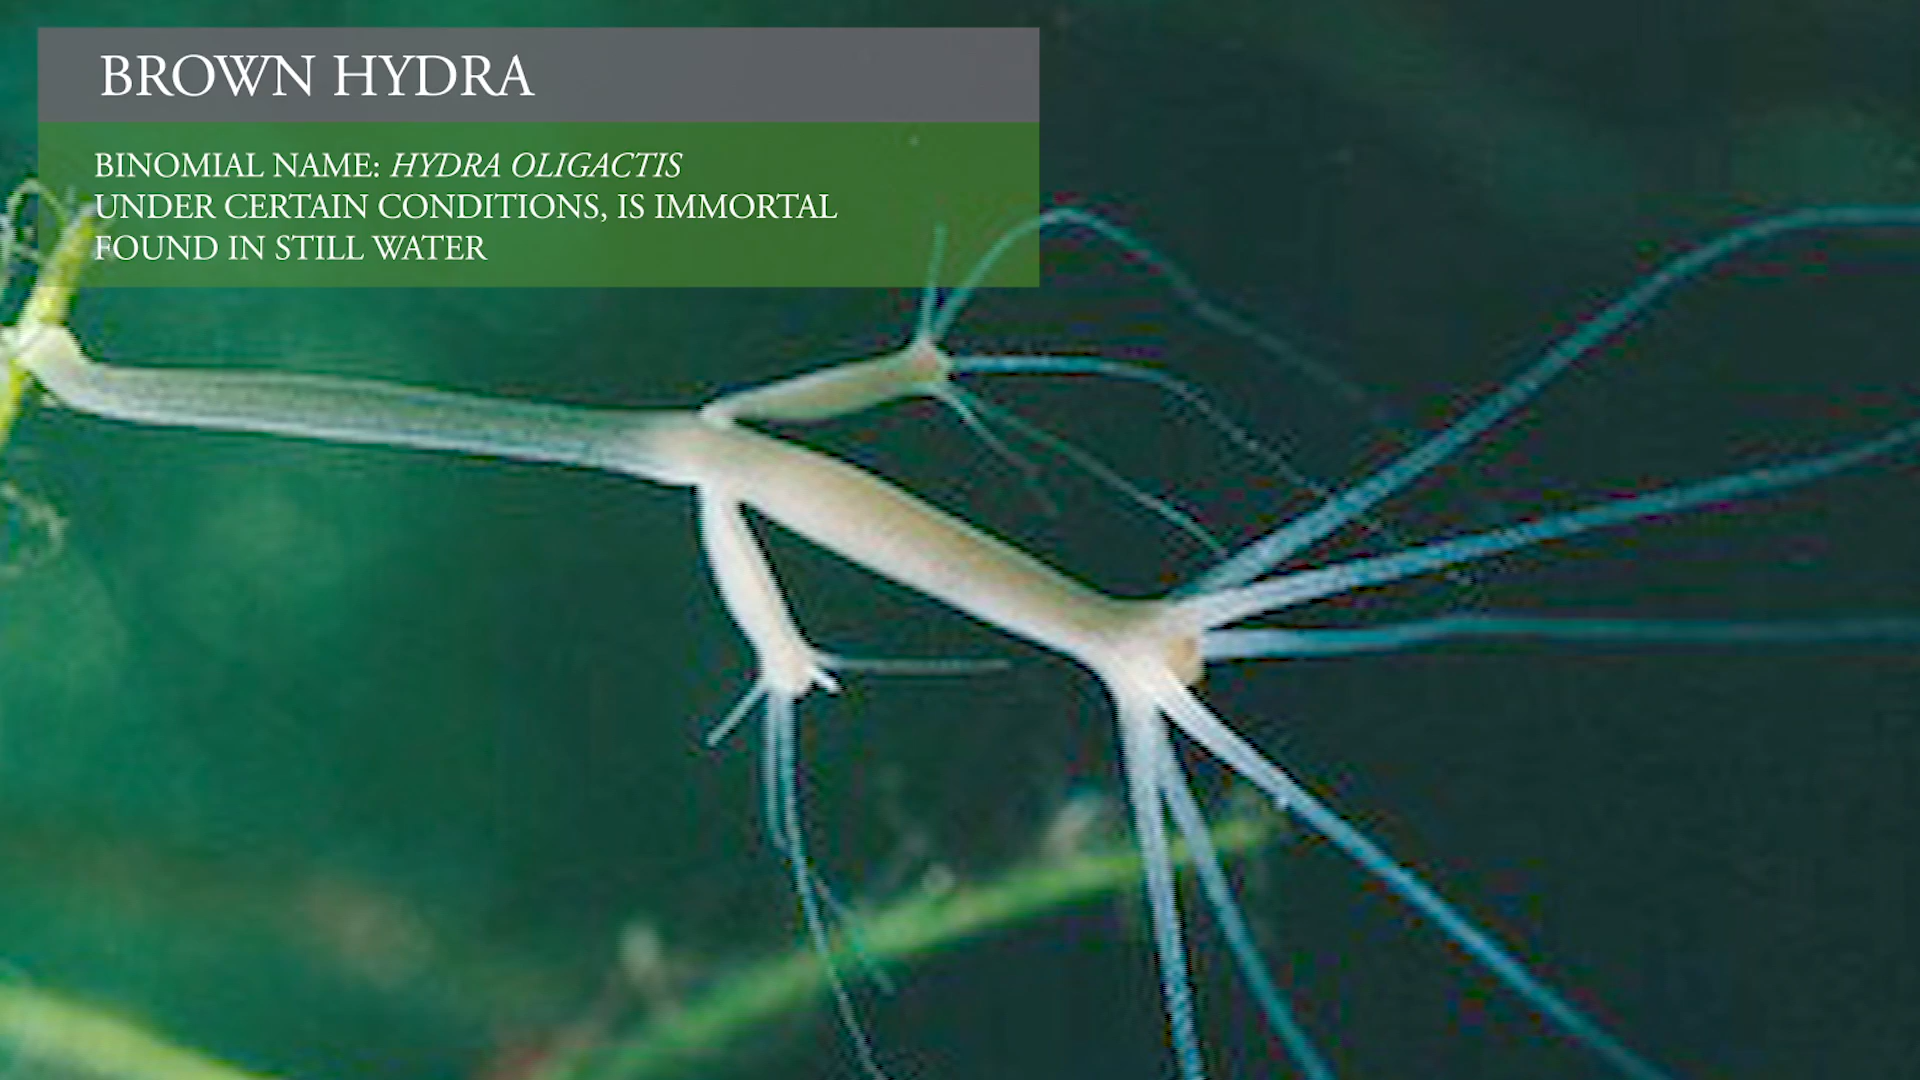 BROWN HYDRA
BINOMIAL NAME: HYDRA OLIGACTIS
UNDER CERTAIN CONDITIONS, IS IMMORTAL
FOUND IN STILL WATER